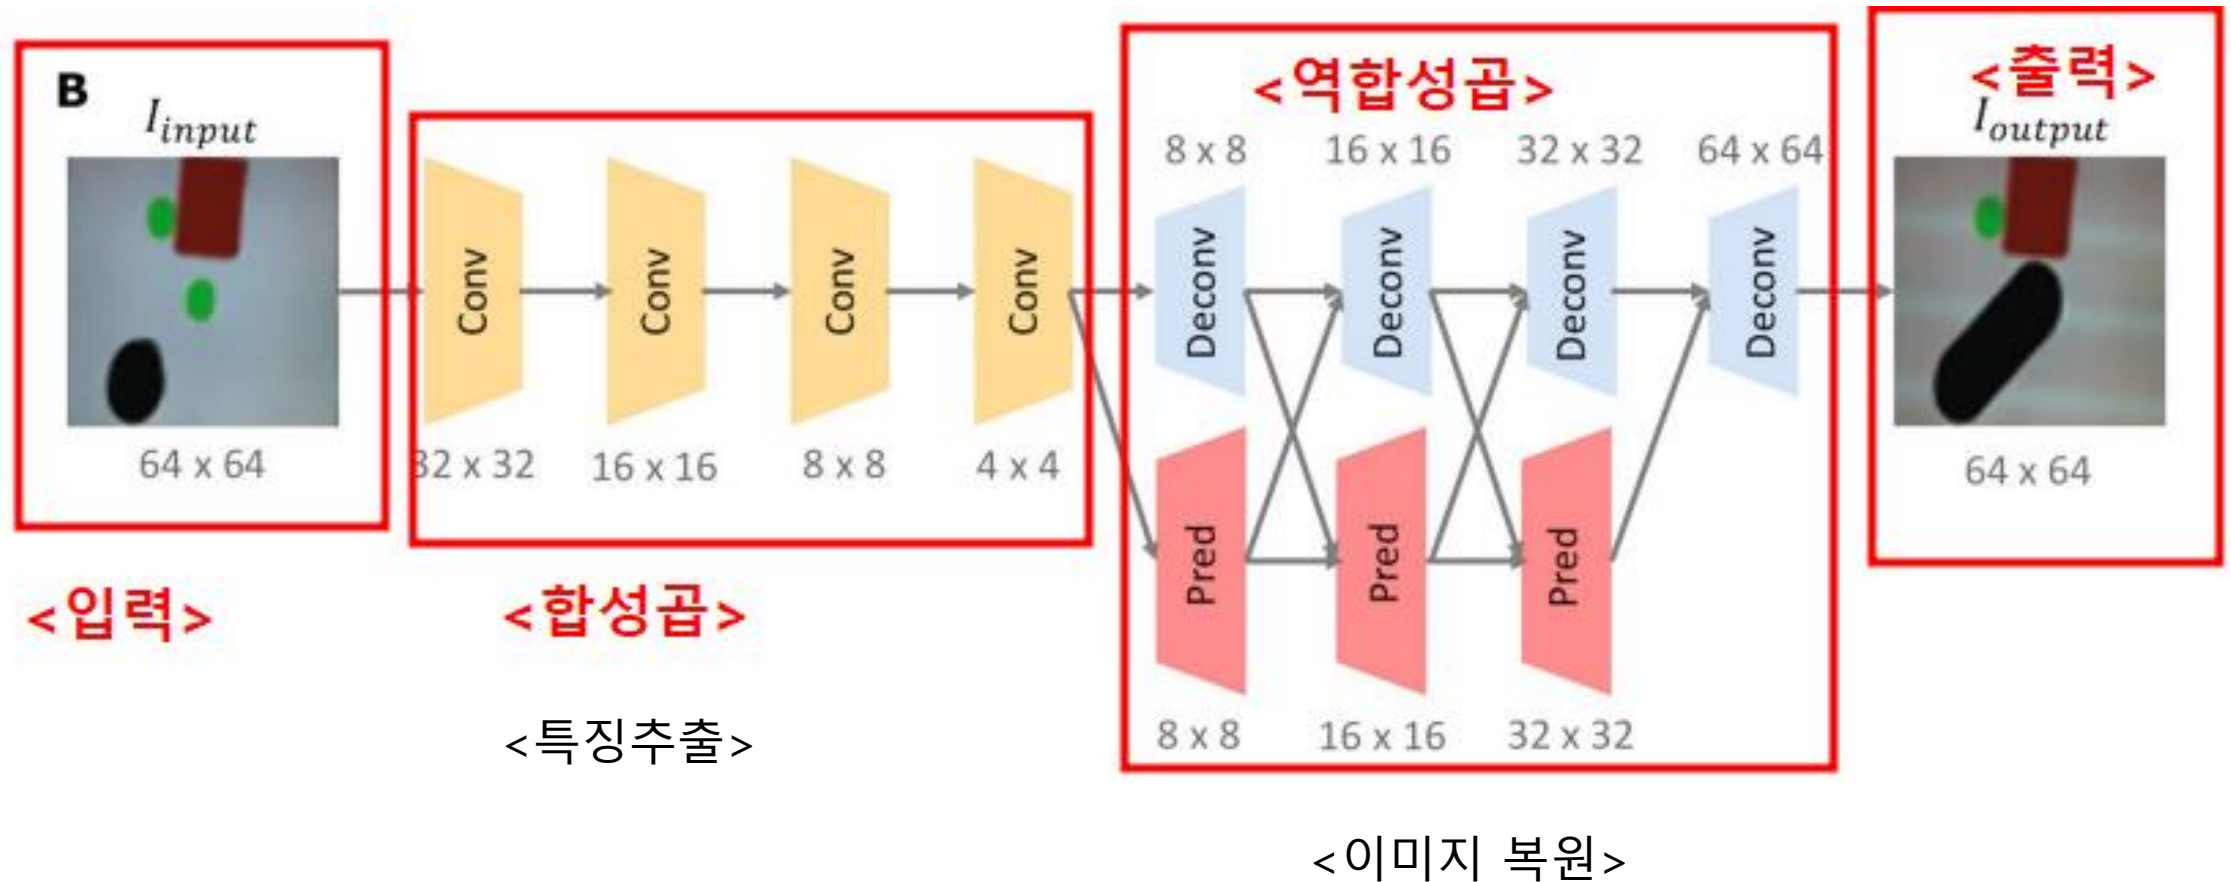 B
I_input
64 x 64
<입력>
Conv
Conv
Conv
Conv
32 x 32
16 x 16
8 x 8
4 x 4
<합성곱>
<특징추출>
<역합성곱>
8 x 8
16 x 16
32 x 32
64 x 64
Deconv
Deconv
Deconv
Deconv
Pred
Pred
Pred
8 x 8
16 x 16
32 x 32
<이미지 복원>
<출력>
I_output
64 x 64